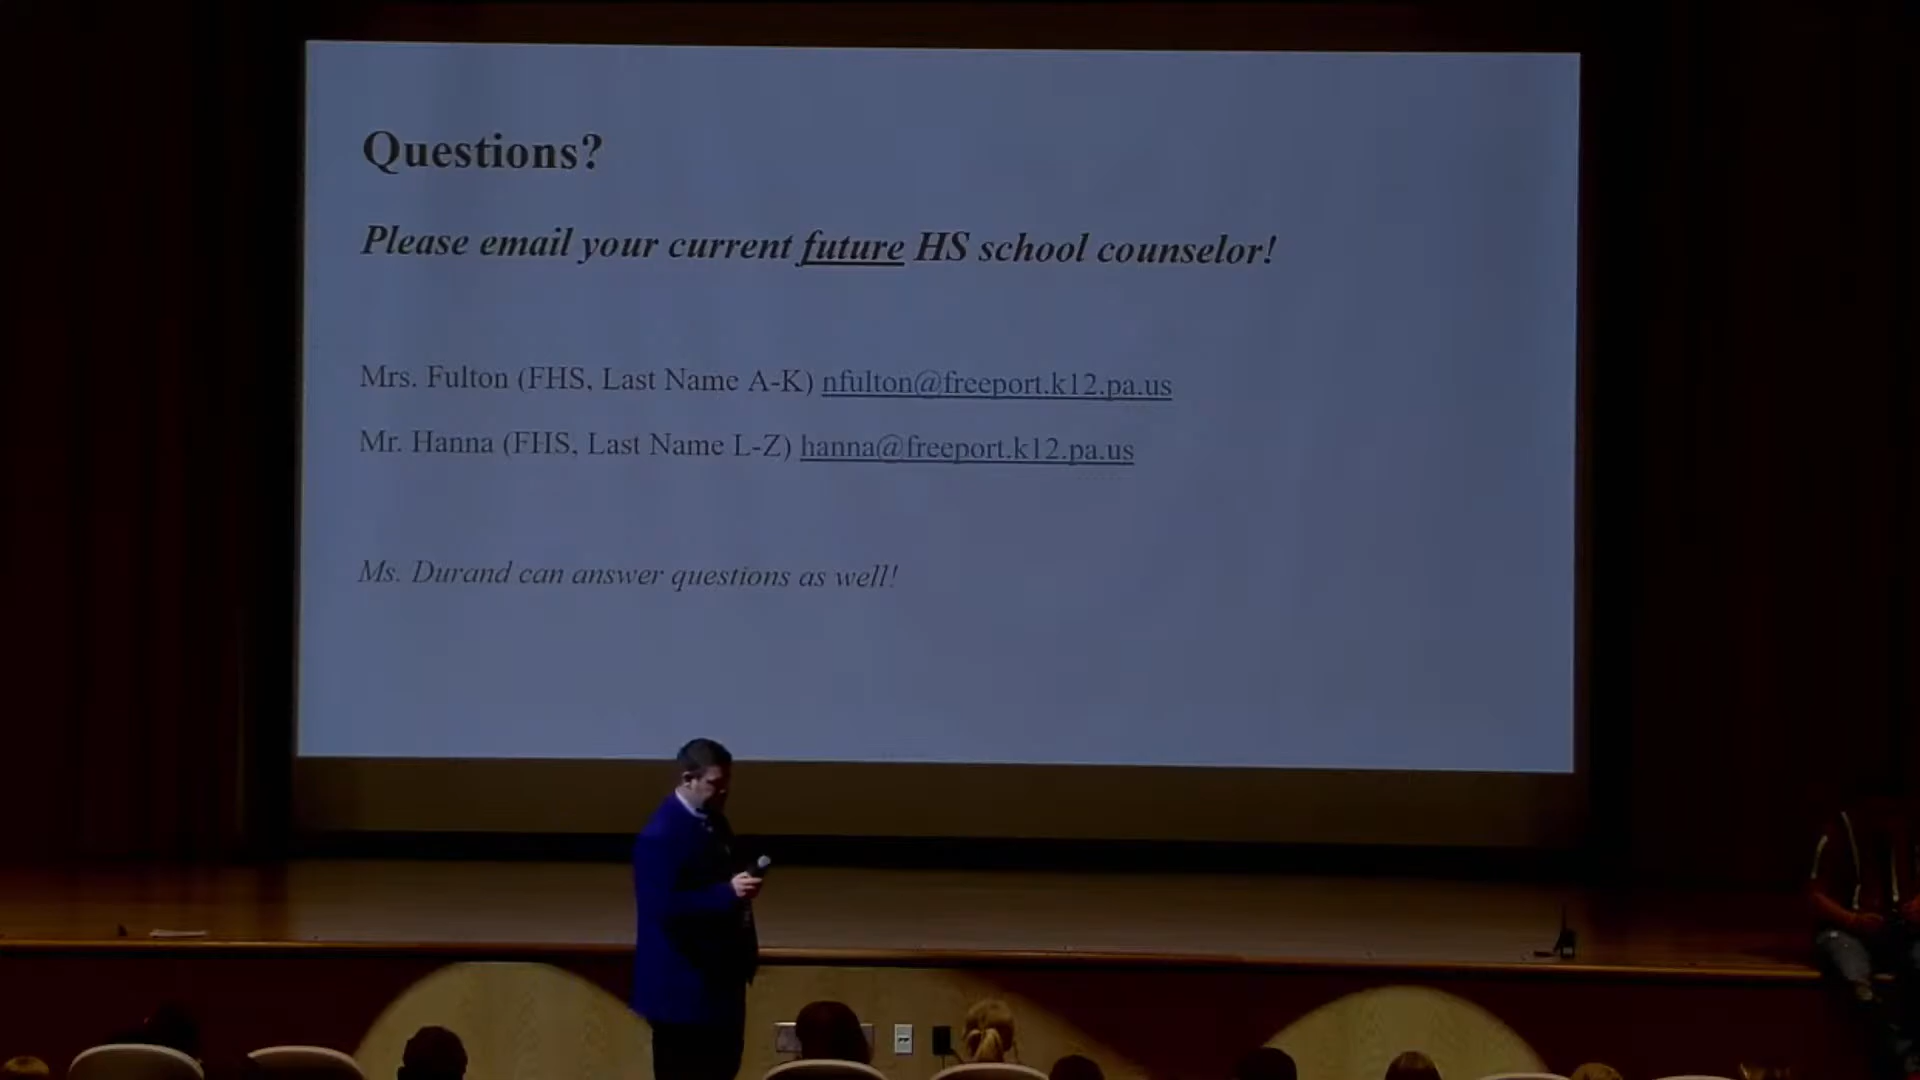 Questions?
Please email your current future HS school counselor!
Mrs. Fulton (FHS, Last Name A-K) nfulton@freeport.k12.pa.us
Mr. Hanna (FHS, Last Name L-Z) hanna@freeport.k12.pa.us
Ms. Durand can answer questions as well!